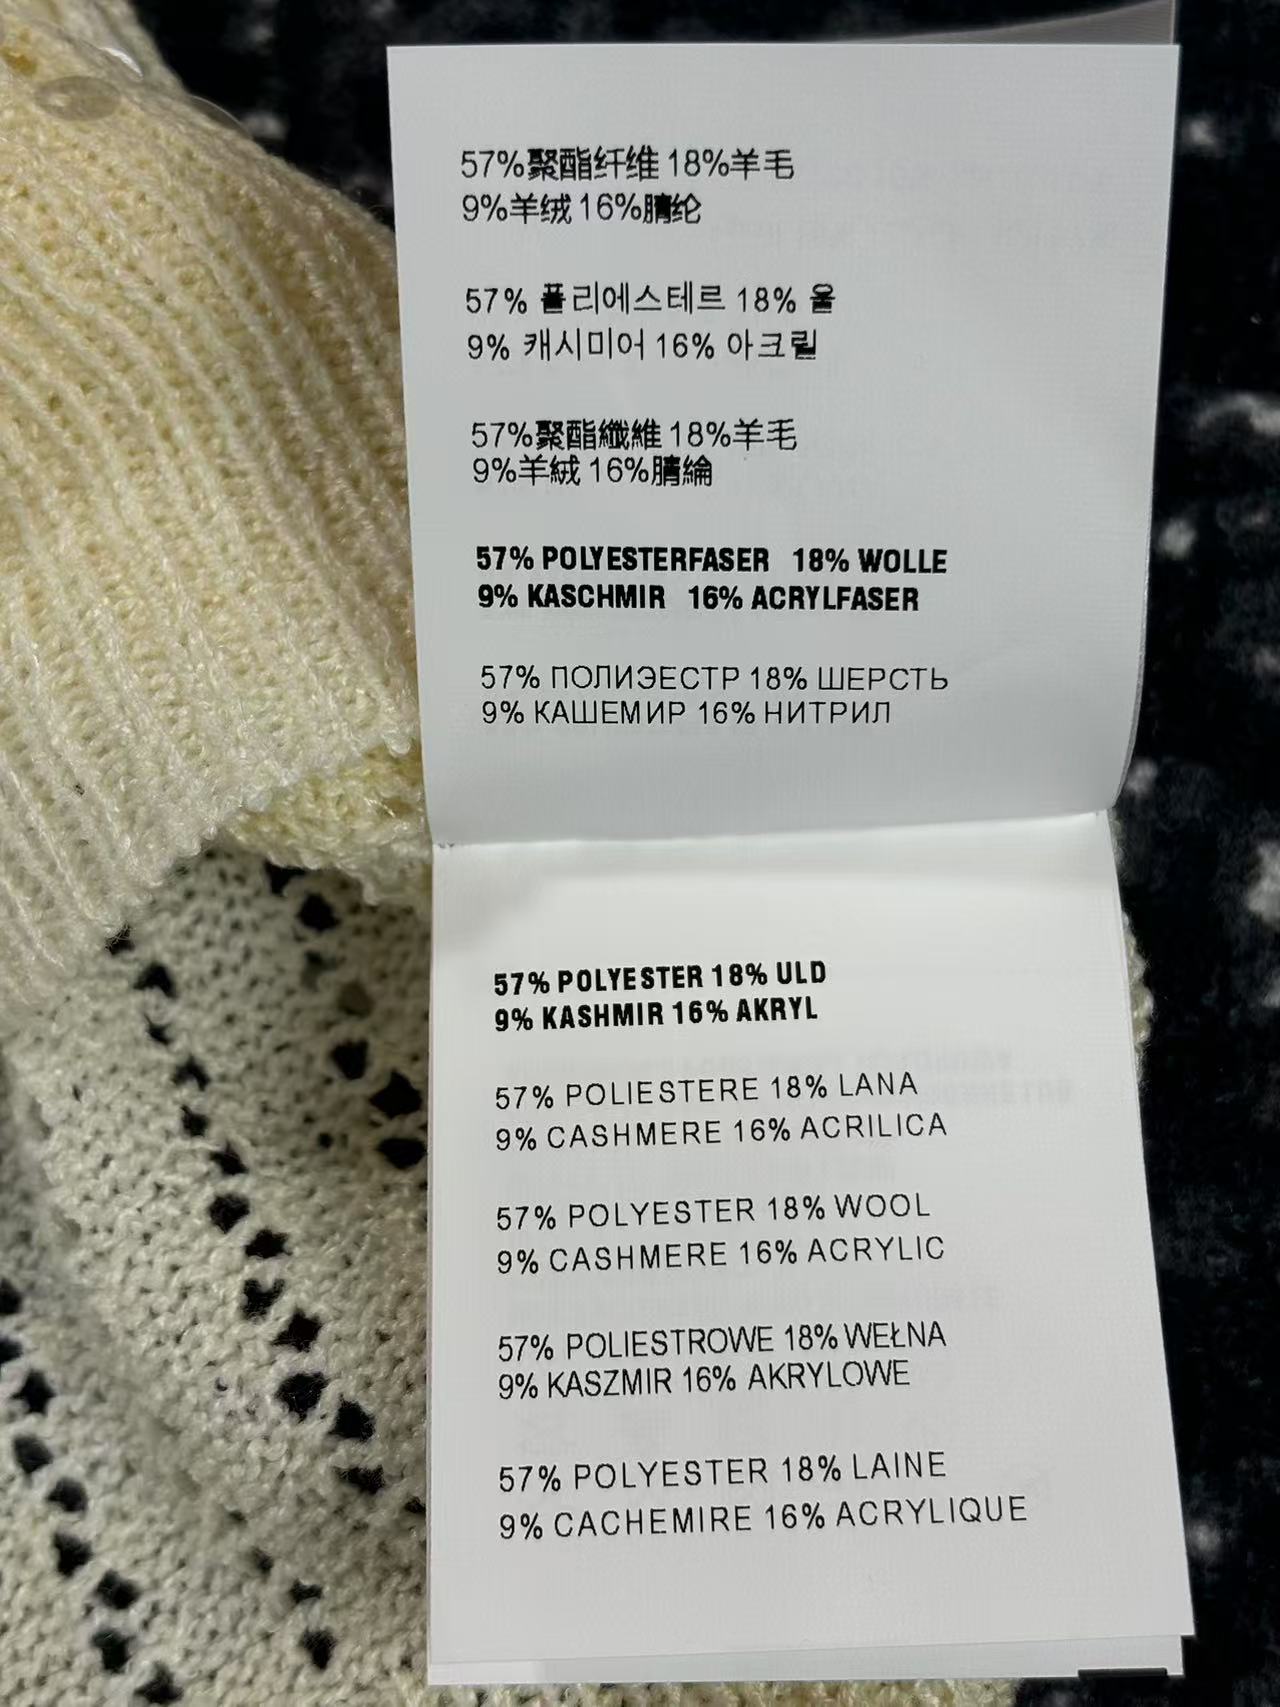 57%聚酯纤维 18%羊毛
9%羊绒 16%腈纶
57% 폴리에스테르 18% 울
9% 캐시미어 16% 아크릴
57%聚酯纖維 18%羊毛
9%羊絨 16%腈綸
57% POLYESTERFASER 18% WOLLE
9% KASCHMIR 16% ACRYLFASER
57% ПОЛИЭЕСТР 18% ШЕРСТЬ
9% КАШЕМИР 16% НИТРИЛ
57% POLYESTER 18% ULD
9% KASHMIR 16% AKRYL
57% POLIESTERE 18% LANA
9% CASHMERE 16% ACRILICA
57% POLYESTER 18% WOOL
9% CASHMERE 16% ACRYLIC
57% POLIESTROWE 18% WEŁNA
9% KASZMIR 16% AKRYLOWE
57% POLYESTER 18% LAINE
9% CACHEMIRE 16% ACRYLIQUE